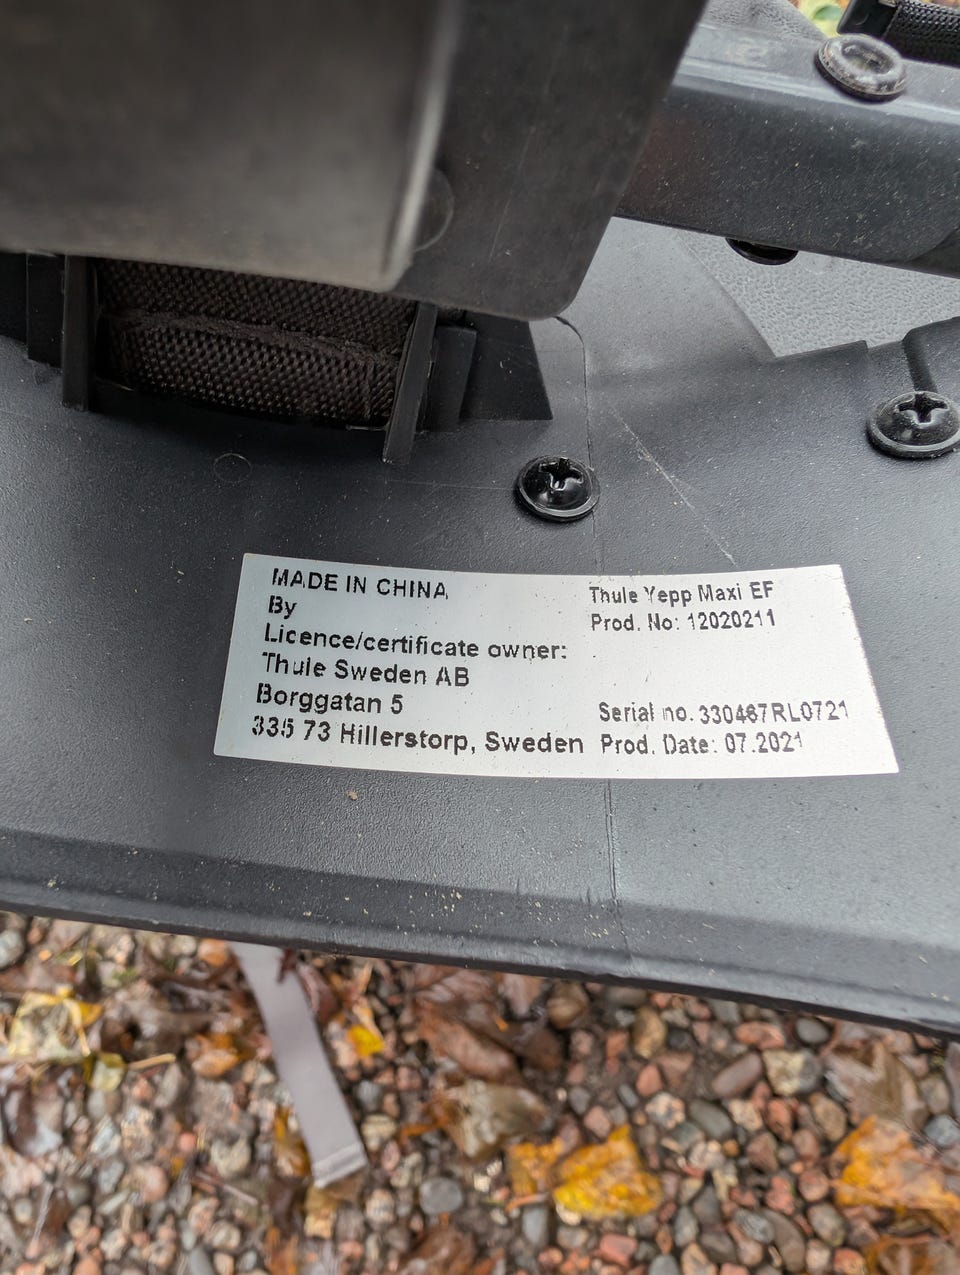 MADE IN CHINA
By
Licence/certificate owner:
Thule Sweden AB
Borggatan 5
335 73 Hillerstorp, Sweden
Thule Yepp Maxi EF
Prod. No: 12020211
Serial no. 330467RL0721
Prod. Date: 07.2021